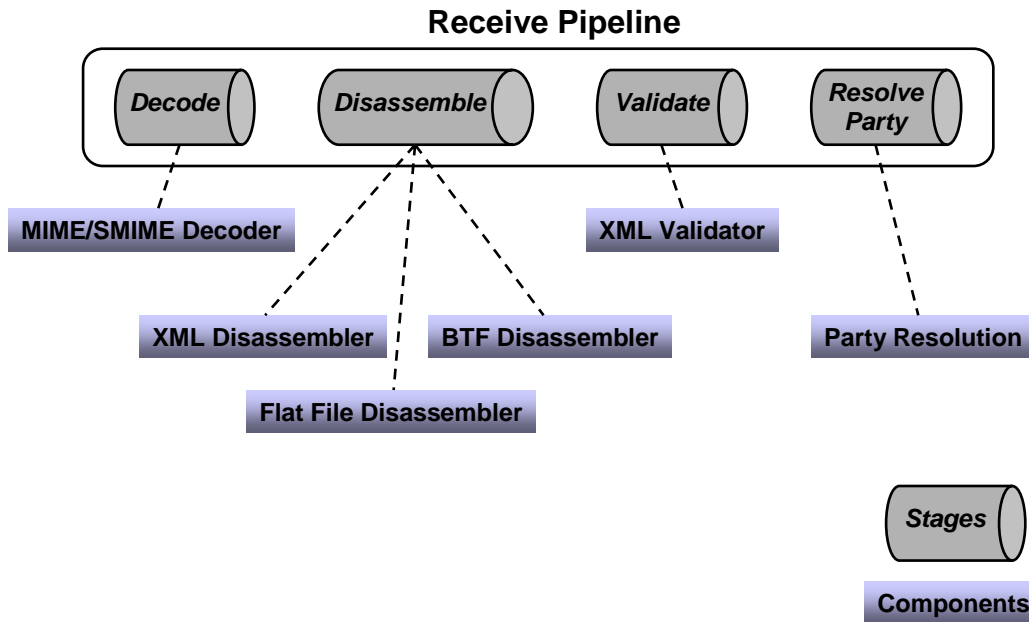 Receive Pipeline
Decode
Disassemble
Validate
Resolve
Party
MIME/SMIME Decoder
XML Validator
XML Disassembler
BTF Disassembler
Party Resolution
Flat File Disassembler
Stages
Components